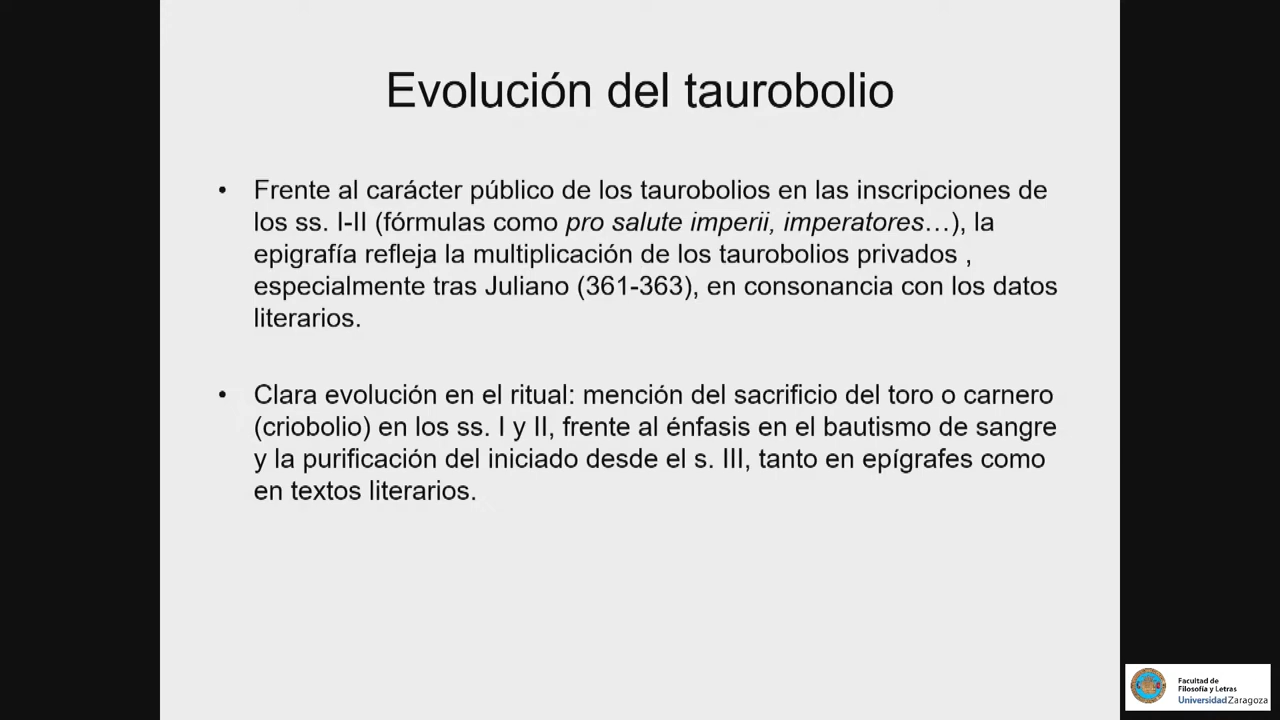 Evolución del taurobolio
• Frente al carácter público de los taurobolios en las inscripciones de
los ss. I-II (fórmulas como pro salute imperii, imperatores…), la
epigrafía refleja la multiplicación de los taurobolios privados ,
especialmente tras Juliano (361-363), en consonancia con los datos
literarios.
• Clara evolución en el ritual: mención del sacrificio del toro o carnero
(criobolio) en los ss. I y II, frente al énfasis en el bautismo de sangre
y la purificación del iniciado desde el s. III, tanto en epígrafes como
en textos literarios.
Facultad de
Filosofía y Letras
Universidad Zaragoza